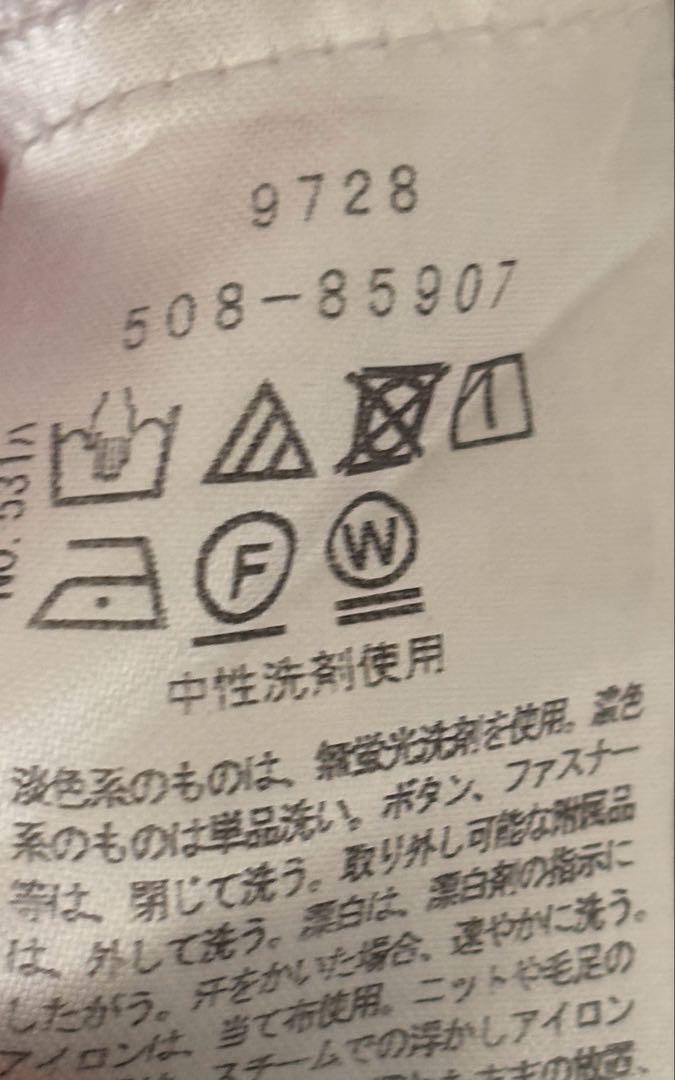 9728
508-85907
F W
中性洗剤使用
淡色系のものは、無蛍光洗剤を使用。濃色
系のものは単品洗い。ボタン、ファスナー
等は、閉じて洗う。取り外し可能な附属品
は、外して洗う。漂白は、漂白剤の指示に
したがう。汗をかいた場合、速やかに洗う。
アイロンは、当て布使用。ニットや毛足の
スチームでの浮かしアイロン
の放置、